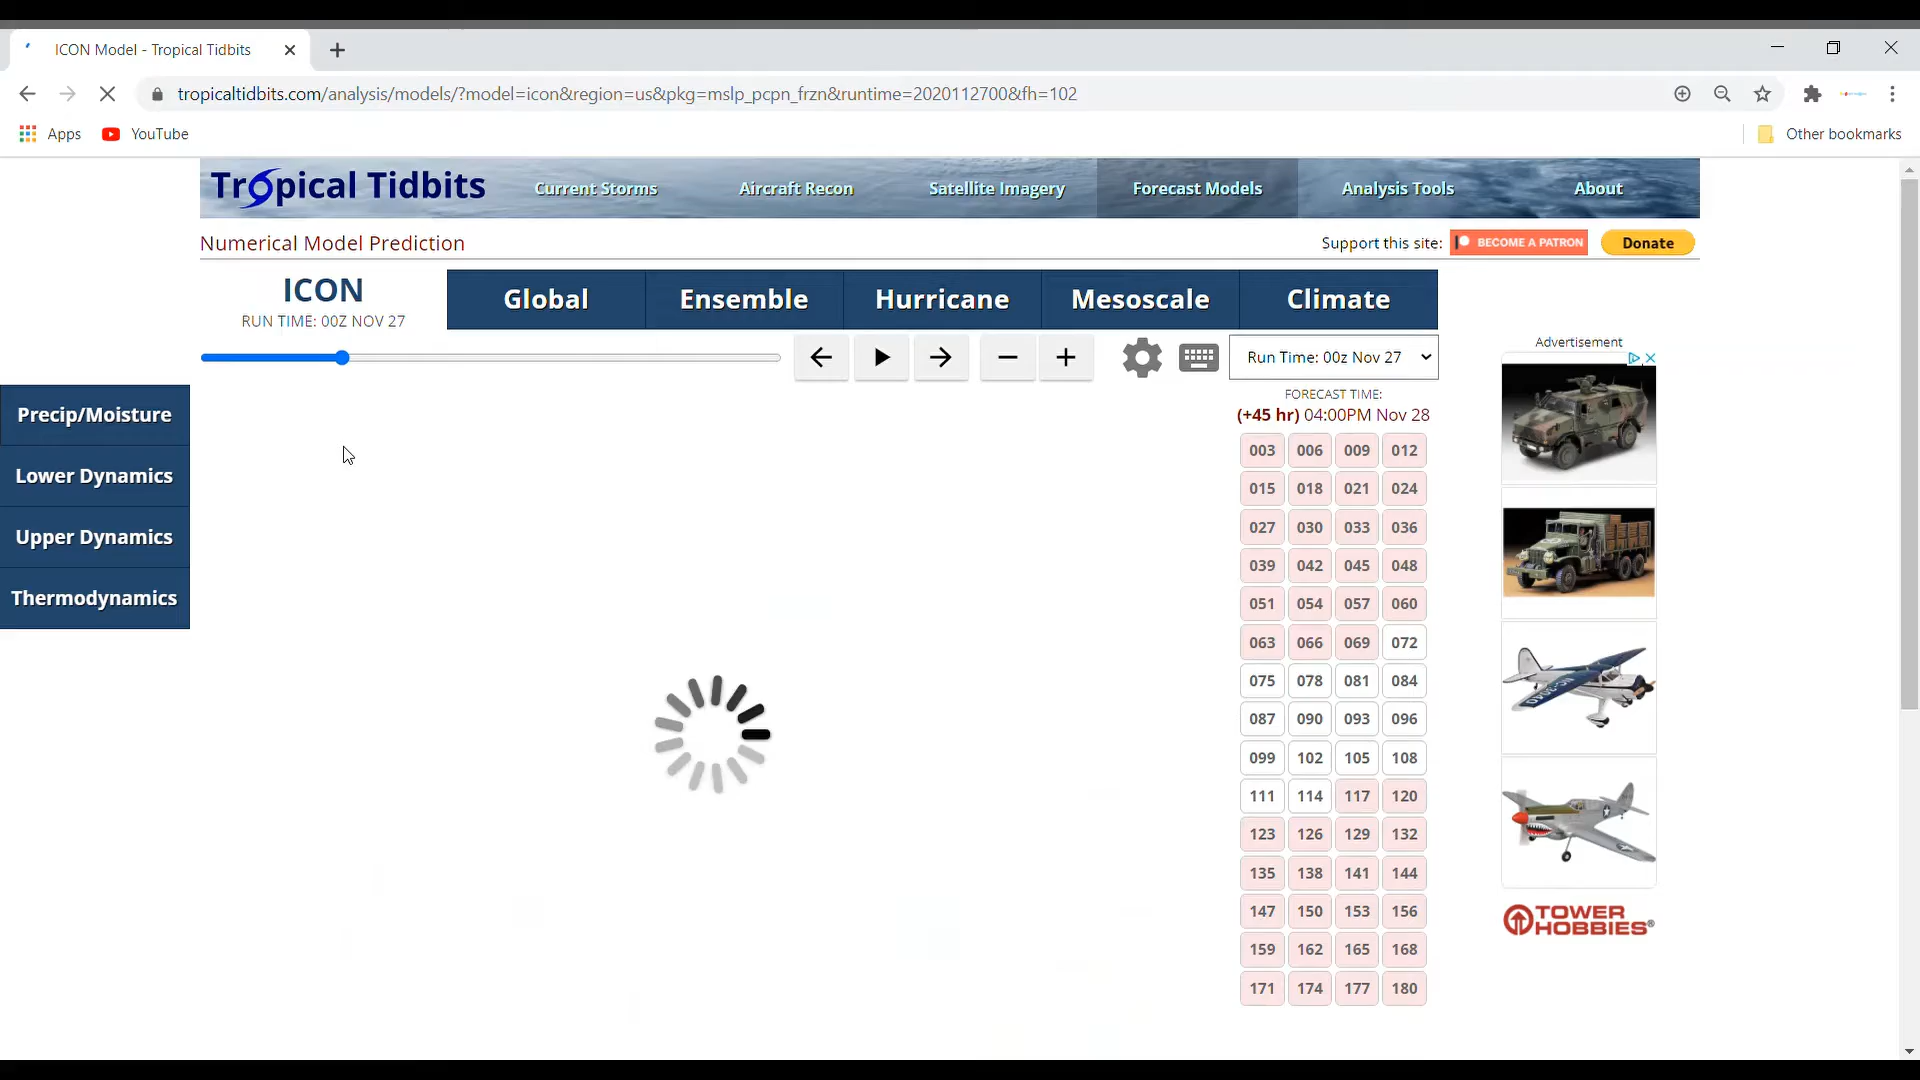 ICON Model - Tropical Tidbits
tropicaltidbits.com/analysis/models/?model=icon&region=us&pkg=mslp_pcpn_frzn&runtime=2020112700&fh=102
Apps YouTube Other bookmarks
Tropical Tidbits Current Storms Aircraft Recon Satellite Imagery Forecast Models Analysis Tools About
Numerical Model Prediction Support this site: BECOME A PATRON Donate
ICON Global Ensemble Hurricane Mesoscale Climate
RUN TIME: 00Z NOV 27
Run Time: 00z Nov 27
Advertisement
FORECAST TIME:
(+45 hr) 04:00PM Nov 28
Precip/Moisture
Lower Dynamics
Upper Dynamics
Thermodynamics
003 006 009 012
015 018 021 024
027 030 033 036
039 042 045 048
051 054 057 060
063 066 069 072
075 078 081 084
087 090 093 096
099 102 105 108
111 114 117 120
123 126 129 132
135 138 141 144
147 150 153 156
159 162 165 168
171 174 177 180
TOWER
HOBBIES®